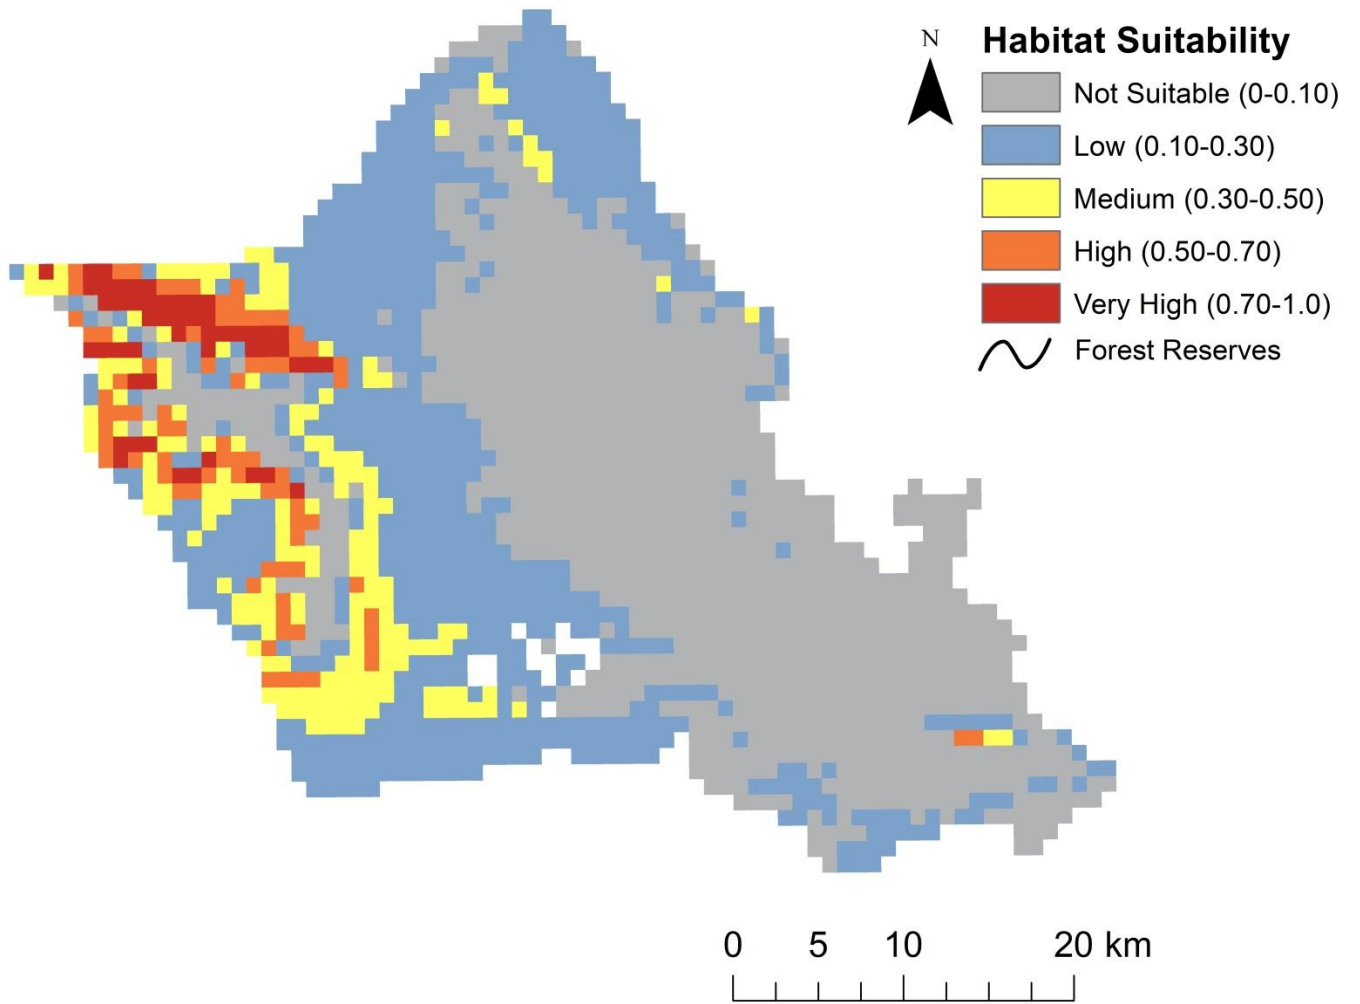 N
Habitat Suitability
Not Suitable (0-0.10)
Low (0.10-0.30)
Medium (0.30-0.50)
High (0.50-0.70)
Very High (0.70-1.0)
Forest Reserves
0 5 10 20 km